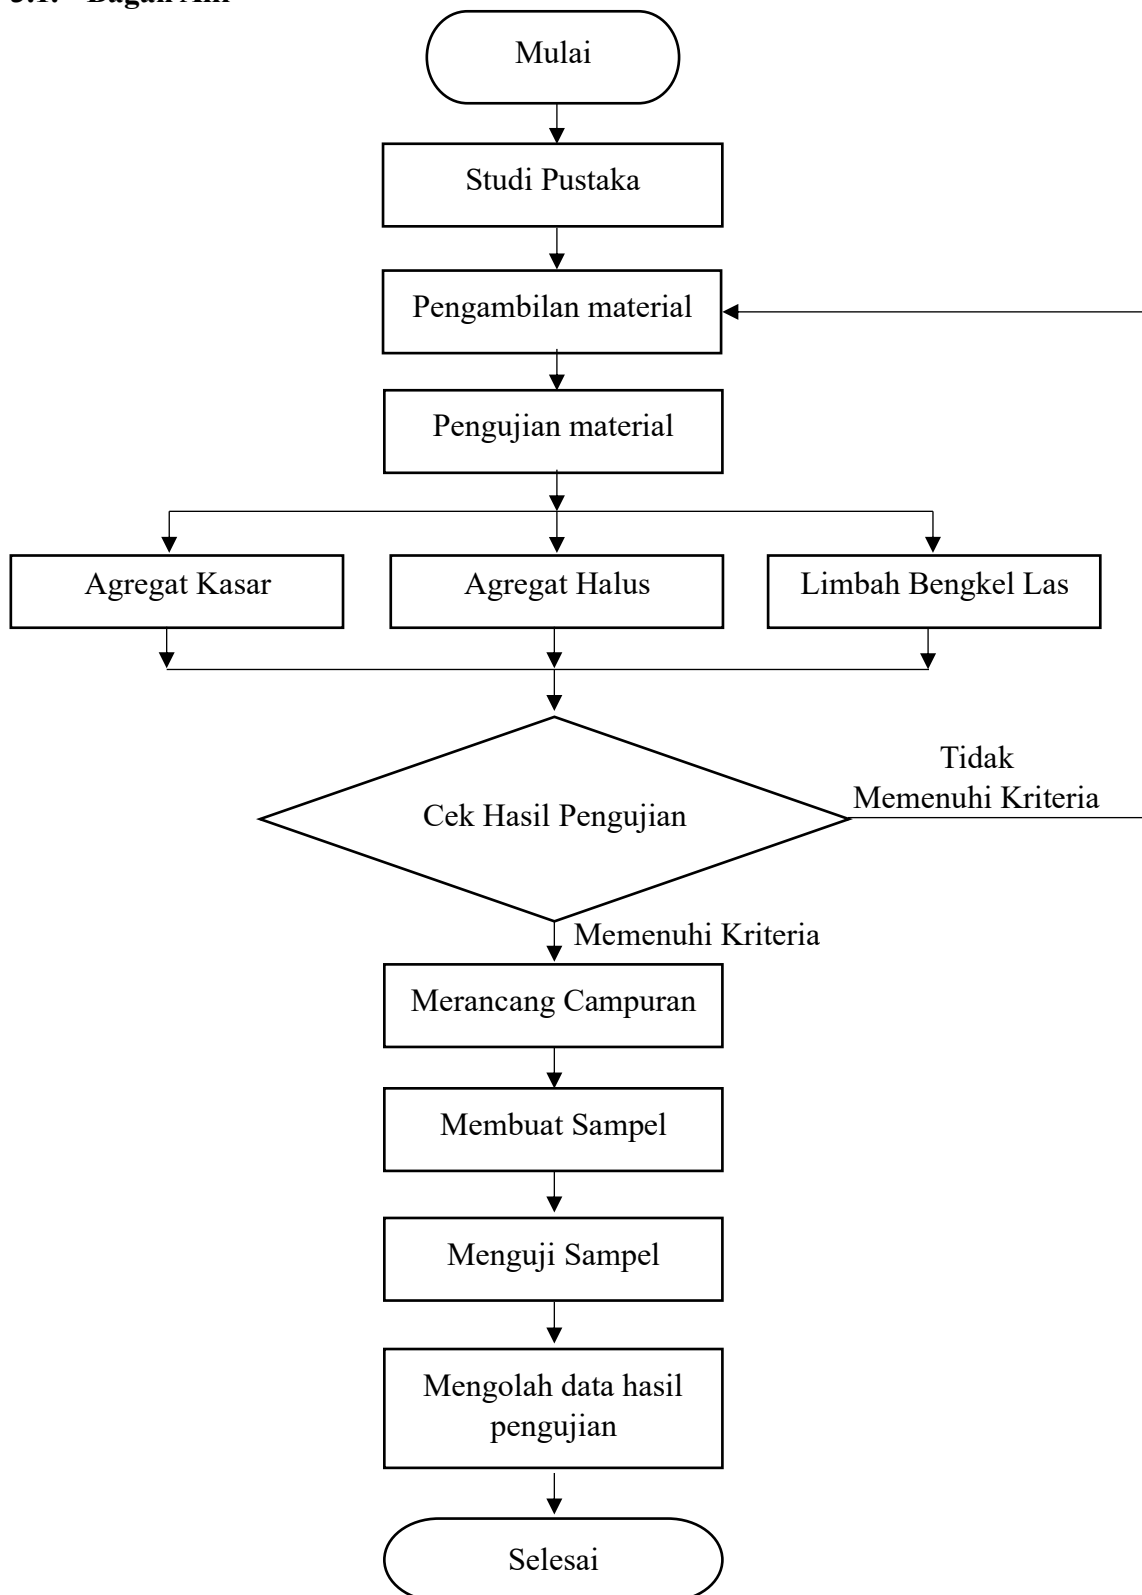 Mulai
Studi Pustaka
Pengambilan material
Pengujian material
Agregat Kasar
Agregat Halus
Limbah Bengkel Las
Tidak
Memenuhi Kriteria
Cek Hasil Pengujian
Memenuhi Kriteria
Merancang Campuran
Membuat Sampel
Menguji Sampel
Mengolah data hasil
pengujian
Selesai